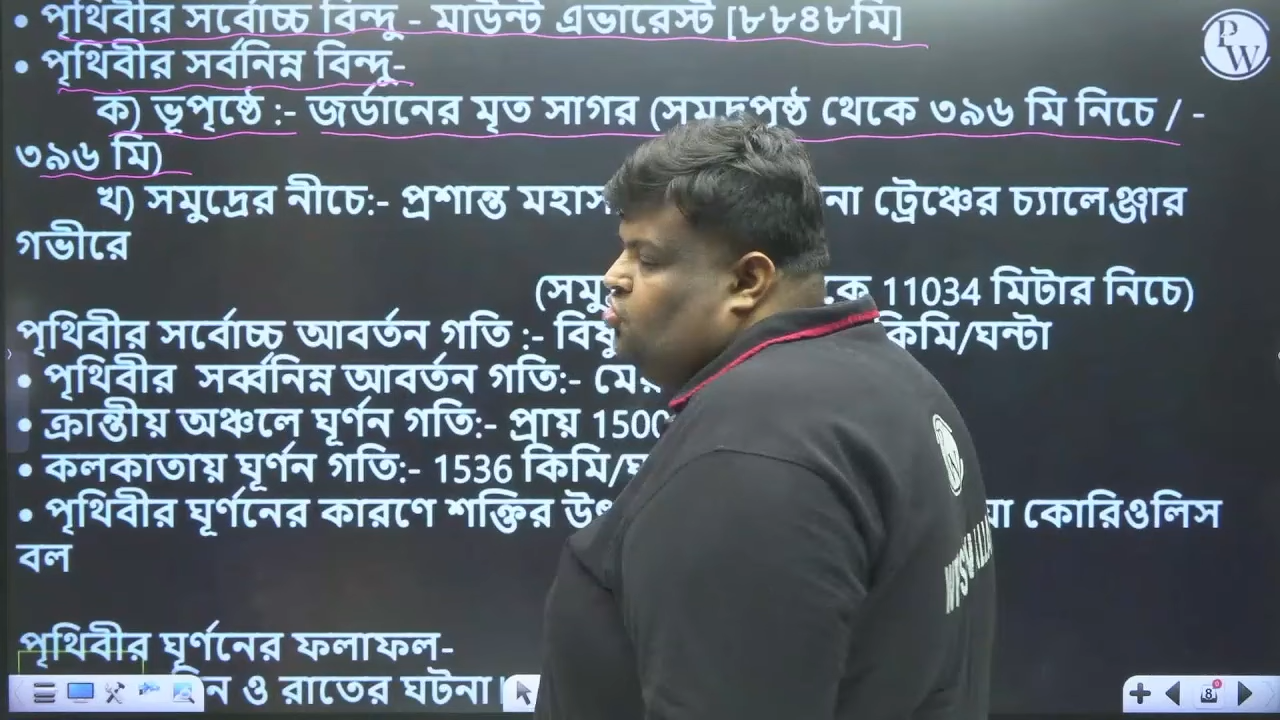 • পৃথিবীর সর্বোচ্চ বিন্দু - মাউন্ট এভারেস্ট [৮৮৪৮মি]
• পৃথিবীর সর্বনিম্ন বিন্দু-
ক) ভূপৃষ্ঠে :- জর্ডানের মৃত সাগর (সমুদ্রপৃষ্ঠ থেকে ৩৯৬ মি নিচে / -
৩৯৬ মি)
খ) সমুদ্রের নীচে:- প্রশান্ত ট্রেঞ্চের চ্যালেঞ্জার
গভীরে
11034 মিটার নিচে)
পৃথিবীর সর্বোচ্চ আবর্তন গতি :- কিমি/ঘন্টা
• পৃথিবীর সর্ব্বনিম্ন আবর্তন গতি:-
• ক্রান্তীয় অঞ্চলে ঘূর্ণন গতি:- প্রায় 1500
• কলকাতায় ঘূর্ণন গতি:- 1536 কিমি/
• পৃথিবীর ঘূর্ণনের কারণে শক্তির কোরিওলিস
বল
পৃথিবীর ঘূর্ণনের ফলাফল-
ও রাতের ঘটনা।
PW
8